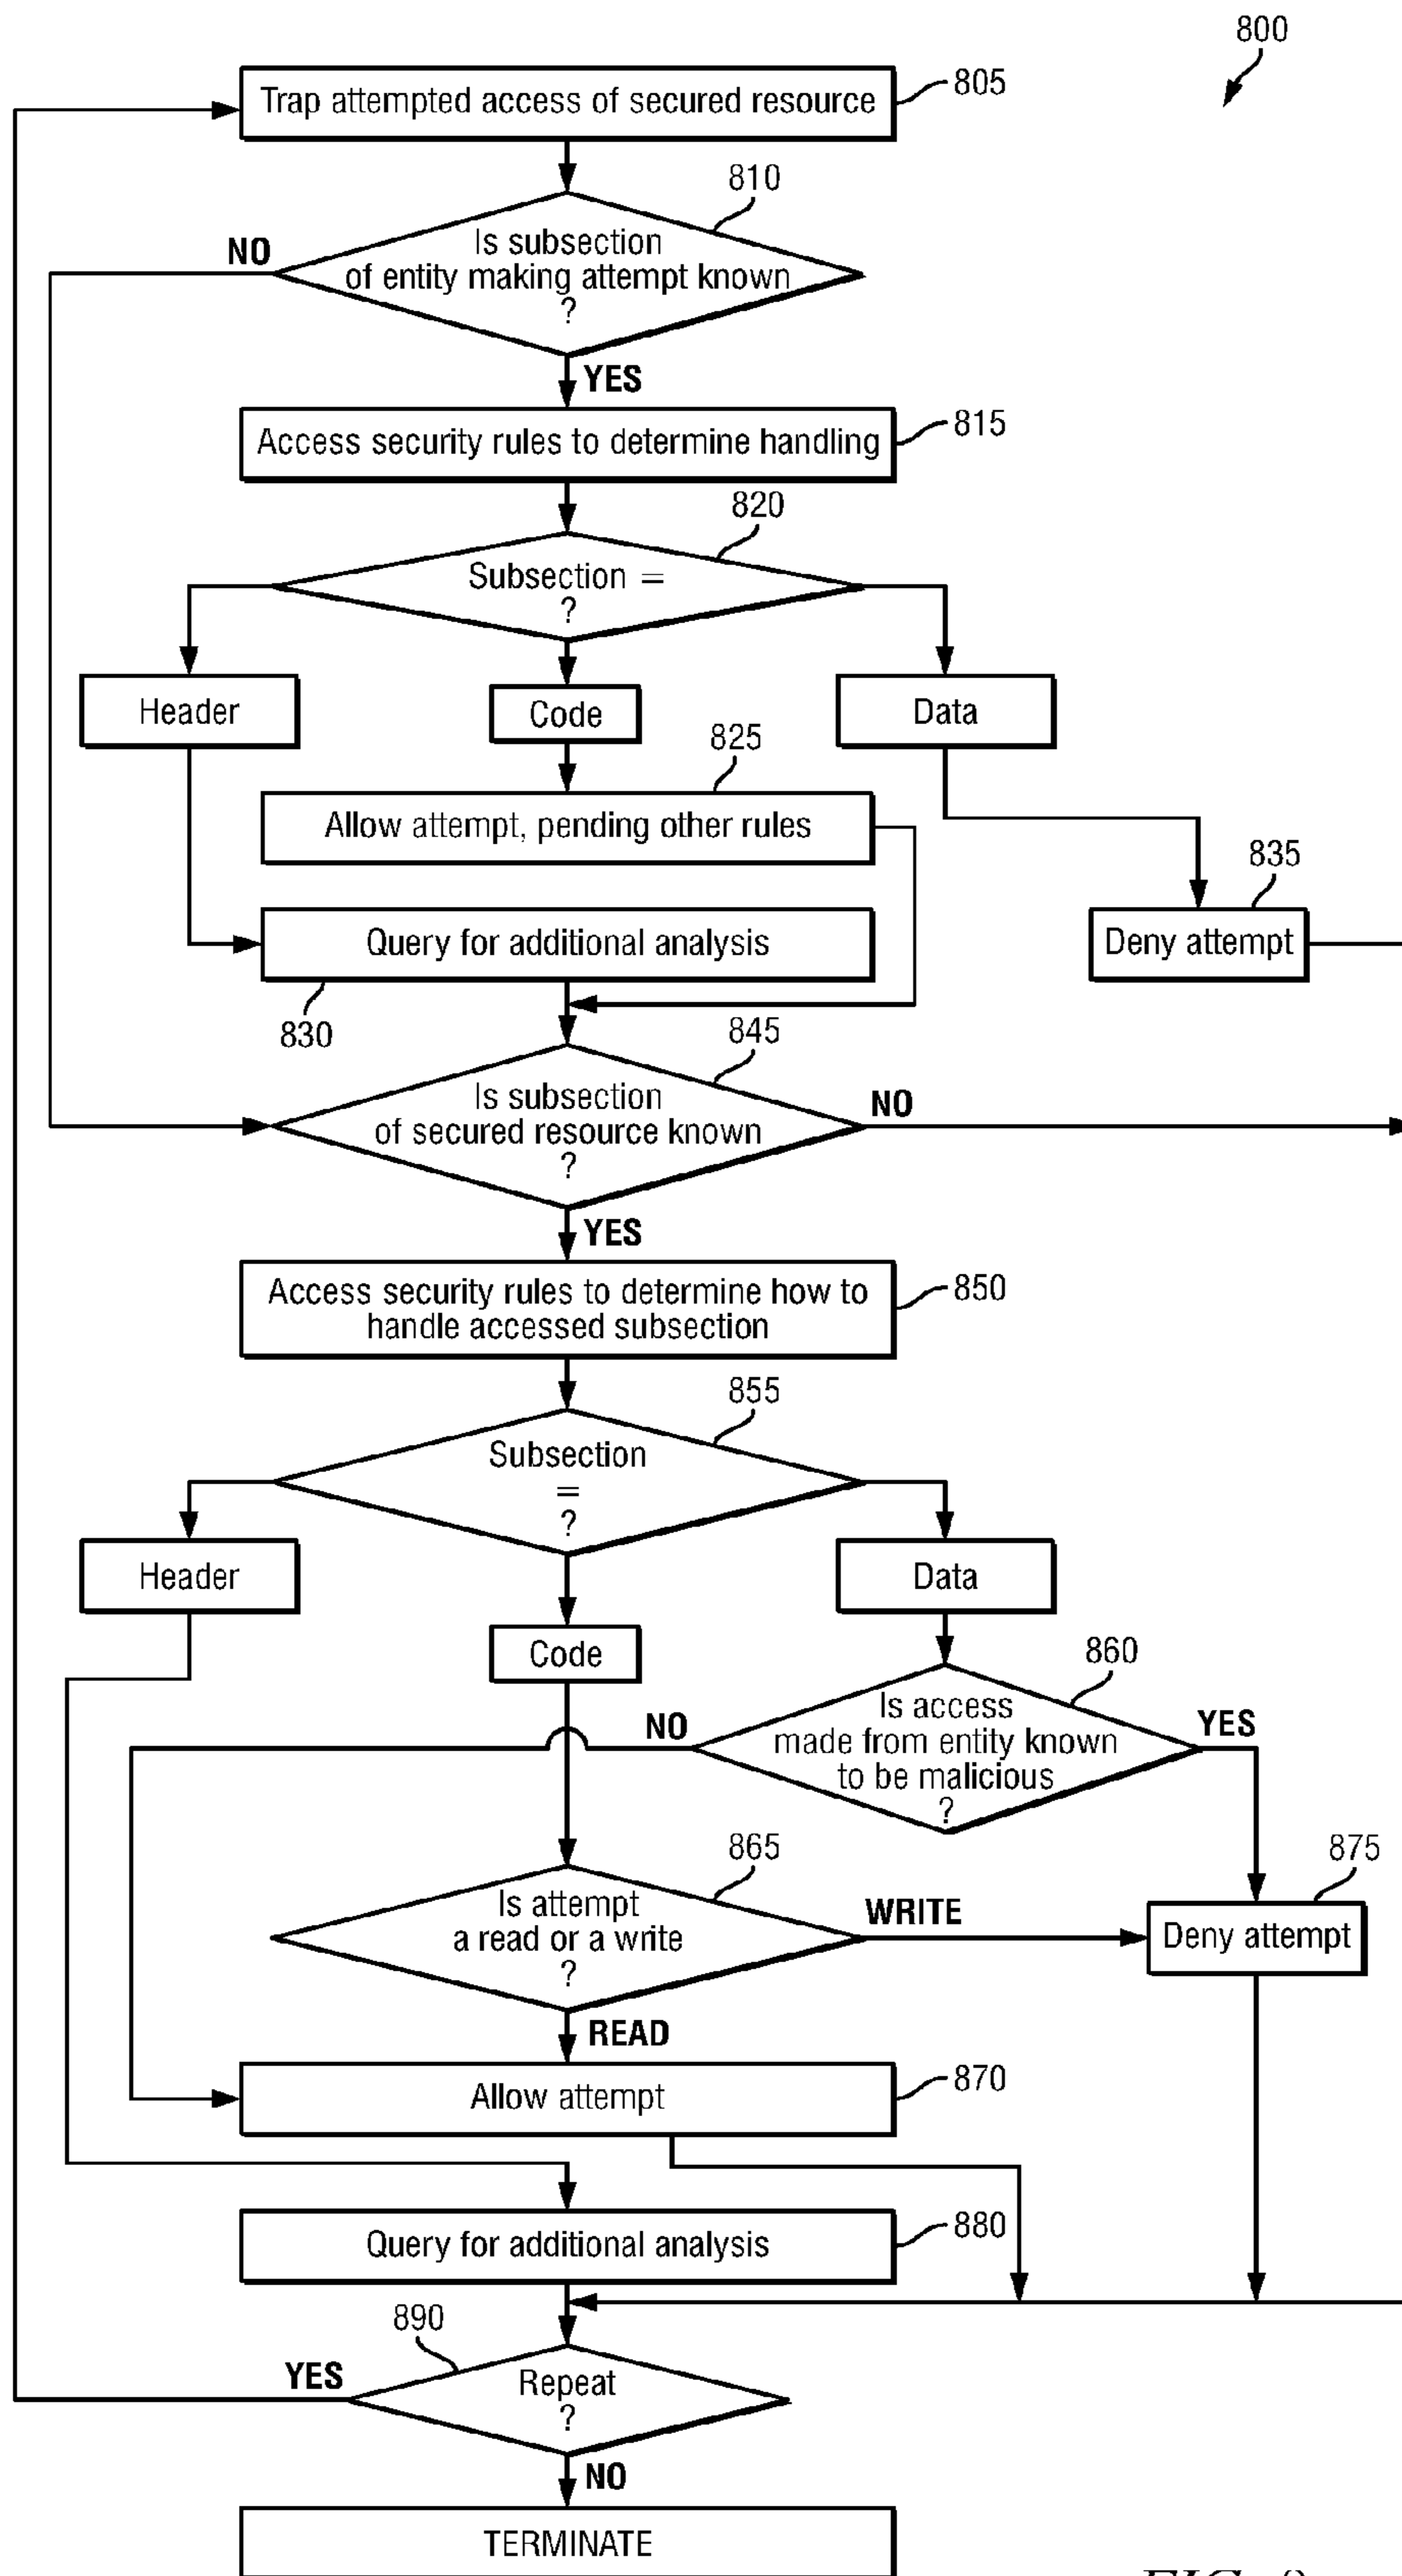 800
Trap attempted access of secured resource
805
810
Is subsection
of entity making attempt known
?
NO
YES
Access security rules to determine handling
815
820
Subsection =
?
Header
Code
Data
825
Allow attempt, pending other rules
835
Deny attempt
Query for additional analysis
830
845
Is subsection
of secured resource known
?
NO
YES
Access security rules to determine how to
handle accessed subsection
850
855
Subsection
=
?
Header
Code
Data
860
Is access
made from entity known
to be malicious
?
NO
YES
865
Is attempt
a read or a write
?
WRITE
875
Deny attempt
READ
Allow attempt
870
Query for additional analysis
880
890
Repeat
?
YES
NO
TERMINATE